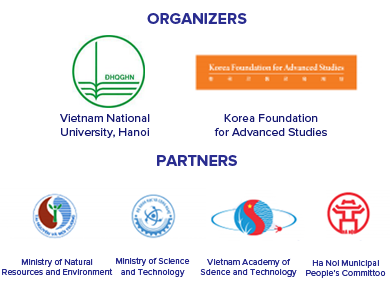 ORGANIZERS
ĐHQGHN
Korea Foundation for Advanced Studies
Vietnam National
University, Hanoi
Korea Foundation
for Advanced Studies
PARTNERS
Ministry of Natural
Resources and Environment
Ministry of Science
and Technology
Vietnam Academy of
Science and Technology
Ha Noi Municipal
People's Committee